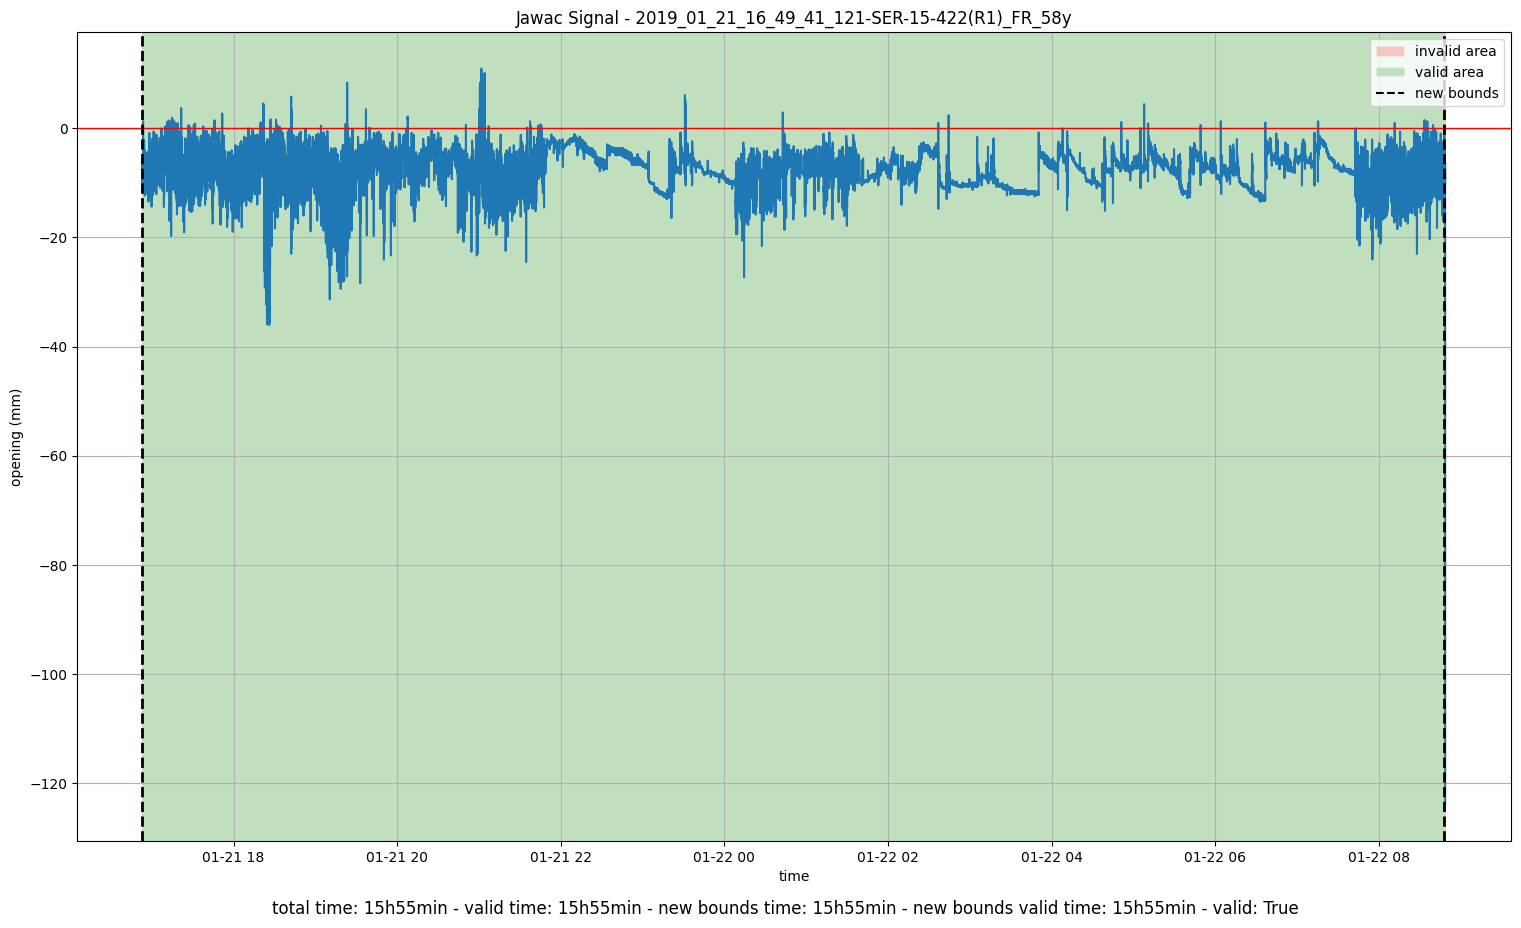 Jawac Signal - 2019_01_21_16_49_41_121-SER-15-422(R1)_FR_58y
invalid area
valid area
new bounds
0
−20
−40
−60
−80
−100
−120
opening (mm)
01-21 18 01-21 20 01-21 22 01-22 00 01-22 02 01-22 04 01-22 06 01-22 08
time
total time: 15h55min - valid time: 15h55min - new bounds time: 15h55min - new bounds valid time: 15h55min - valid: True